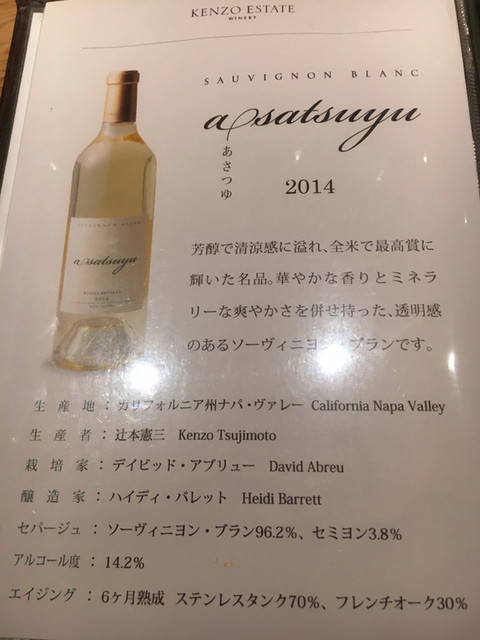 KENZO ESTATE
WINERY
SAUVIGNON BLANC
asatsuyu
あさつゆ
2014
SAUVIGNON BLANC
asatsuyu
2014
芳醇で清涼感に溢れ、全米で最高賞に
輝いた名品。華やかな香りとミネラ
リーな爽やかさを併せ持った、透明感
のあるソーヴィニヨン・ブランです。
生産地：カリフォルニア州ナパ・ヴァレー California Napa Valley
生産者：辻本憲三 Kenzo Tsujimoto
栽培家：デイビッド・アブリュー David Abreu
醸造家：ハイディ・バレット Heidi Barrett
セパージュ：ソーヴィニヨン・ブラン96.2%、セミヨン3.8%
アルコール度：14.2%
エイジング：6ヶ月熟成 ステンレスタンク70%、フレンチオーク30%